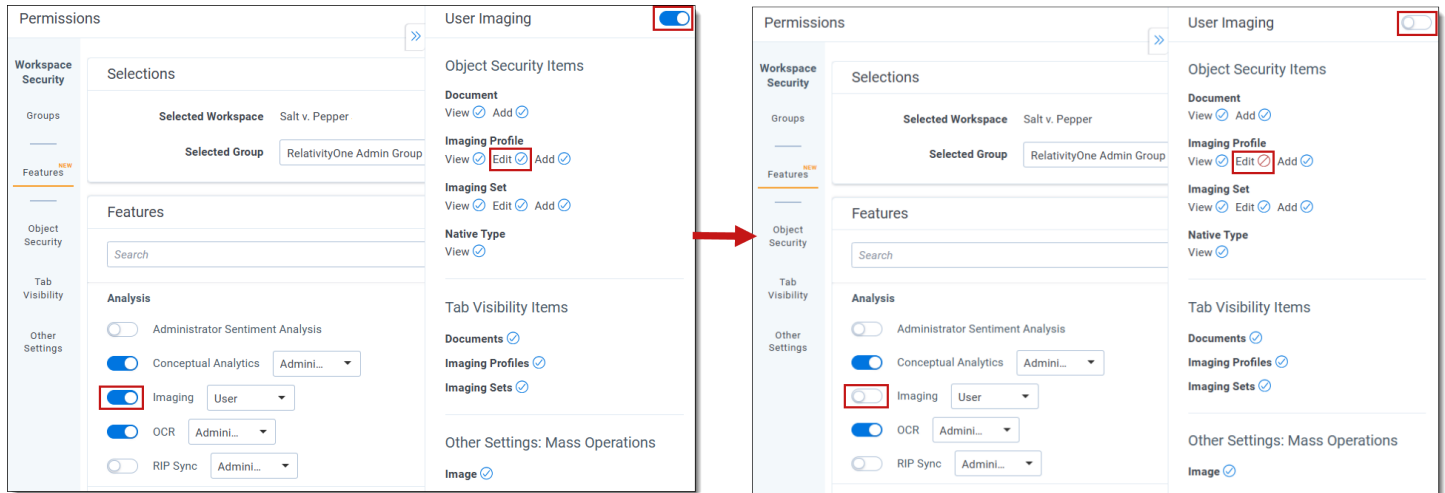 Permissions
Workspace
Security
Groups
Features NEW
Object
Security
Tab
Visibility
Other
Settings
Selections
Selected Workspace Salt v. Pepper
Selected Group RelativityOne Admin Group
Features
Search
Analysis
Administrator Sentiment Analysis
Conceptual Analytics Admini...
Imaging User
OCR Admini...
RIP Sync Admini...
User Imaging
Object Security Items
Document
View Add
Imaging Profile
View Edit Add
Imaging Set
View Edit Add
Native Type
View
Tab Visibility Items
Documents
Imaging Profiles
Imaging Sets
Other Settings: Mass Operations
Image
Permissions
Workspace
Security
Groups
Features NEW
Object
Security
Tab
Visibility
Other
Settings
Selections
Selected Workspace Salt v. Pepper
Selected Group RelativityOne Admin Group
Features
Search
Analysis
Administrator Sentiment Analysis
Conceptual Analytics Admini...
Imaging User
OCR Admini...
RIP Sync Admini...
User Imaging
Object Security Items
Document
View Add
Imaging Profile
View Edit Add
Imaging Set
View Edit Add
Native Type
View
Tab Visibility Items
Documents
Imaging Profiles
Imaging Sets
Other Settings: Mass Operations
Image